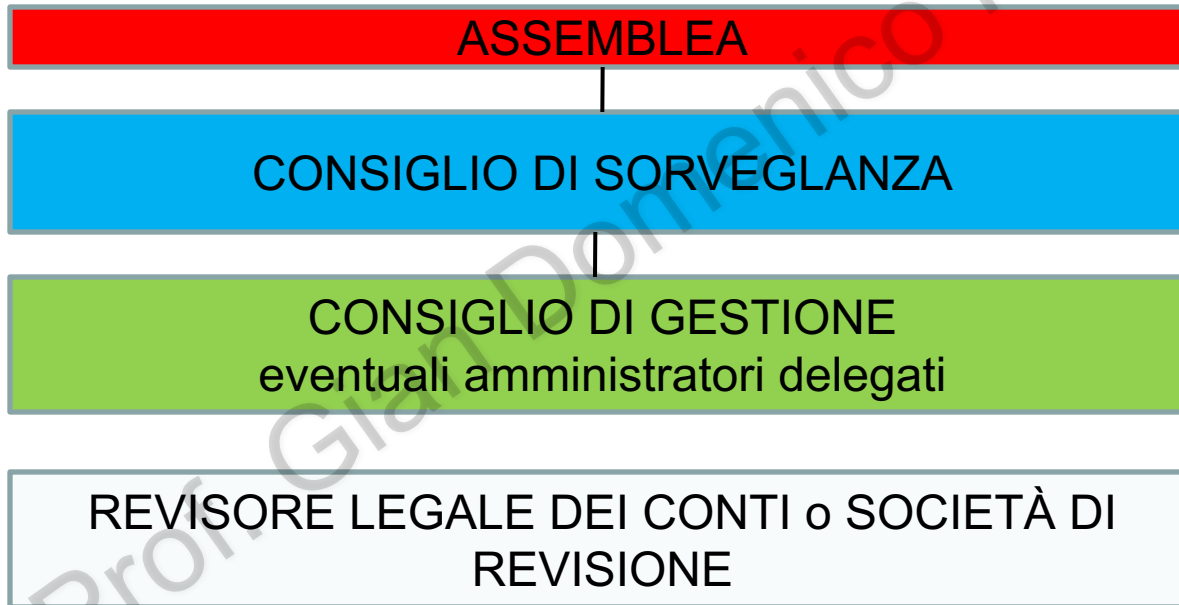 ASSEMBLEA
CONSIGLIO DI SORVEGLANZA
CONSIGLIO DI GESTIONE
eventuali amministratori delegati
REVISORE LEGALE DEI CONTI o SOCIETÀ DI
REVISIONE
Prof. Gian Domenico